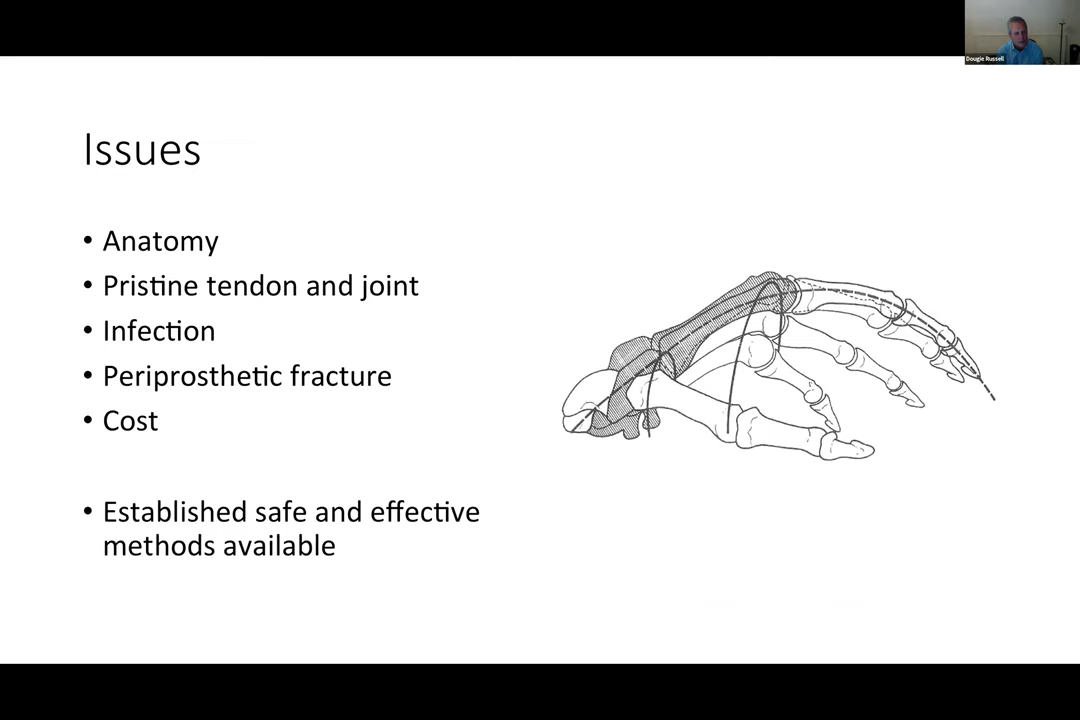 Dougie Russell
Issues
• Anatomy
• Pristine tendon and joint
• Infection
• Periprosthetic fracture
• Cost
• Established safe and effective
methods available